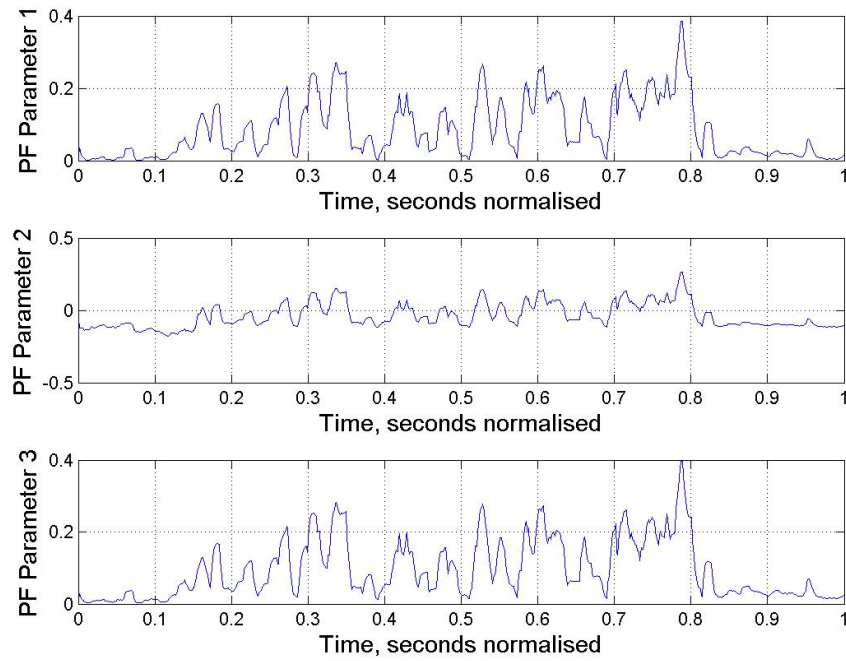 PF Parameter 1
0.4
0.2
0
0 0.1 0.2 0.3 0.4 0.5 0.6 0.7 0.8 0.9 1
Time, seconds normalised
PF Parameter 2
0.5
0
-0.5
0 0.1 0.2 0.3 0.4 0.5 0.6 0.7 0.8 0.9 1
Time, seconds normalised
PF Parameter 3
0.4
0.2
0
0 0.1 0.2 0.3 0.4 0.5 0.6 0.7 0.8 0.9 1
Time, seconds normalised